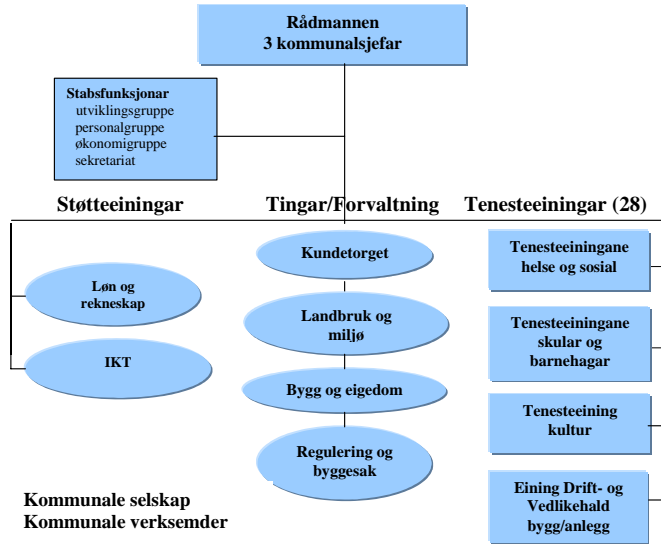 Rådmannen
3 kommunalsjefar
Stabsfunksjonar
utviklingsgruppe
personalgruppe
økonomigruppe
sekretariat
Støtteeiningar
Tingar/Forvaltning
Tenesteeiningar (28)
Løn og
rekneskap
IKT
Kundetorget
Landbruk og
miljø
Bygg og eigedom
Regulering og
byggesak
Tenesteeiningane
helse og sosial
Tenesteeiningane
skular og
barnehagar
Tenesteeining
kultur
Eining Drift- og
Vedlikehald
bygg/anlegg
Kommunale selskap
Kommunale verksemder